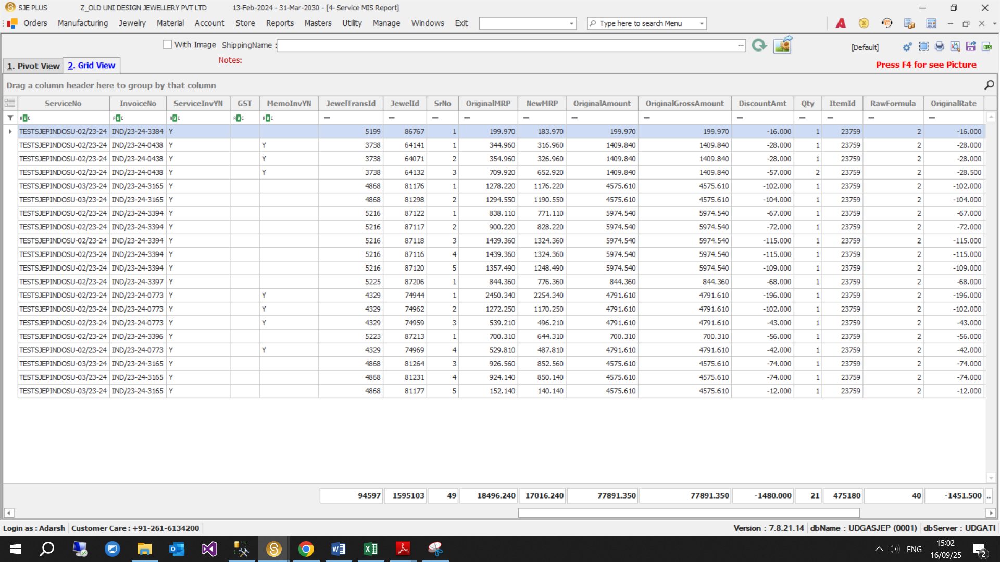 SJE PLUS Z_OLD UNI DESIGN JEWELLERY PVT LTD 13-Feb-2024 - 31-Mar-2030 - [4- Service MIS Report]
Orders Manufacturing Jewelry Material Account Store Reports Masters Utility Manage Windows Exit Type here to search Menu
With Image ShippingName : ... [Default]
Notes:
Press F4 for see Picture
1. Pivot View 2. Grid View
Drag a column header here to group by that column
ServiceNo InvoiceNo ServiceInvYN GST MemoInvYN JewelTransId JewelId SrNo OriginalMRP NewMRP OriginalAmount OriginalGrossAmount DiscountAmt Qty ItemId RawFormula OriginalRate
TESTSJEPINDOSU-02/23-24 IND/23-24-3384 Y 5199 86767 1 199.970 183.970 199.970 199.970 -16.000 1 23759 2 -16.000
TESTSJEPINDOSU-02/23-24 IND/23-24-0438 Y Y 3738 64141 1 344.960 316.960 1409.840 1409.840 -28.000 1 23759 2 -28.000
TESTSJEPINDOSU-02/23-24 IND/23-24-0438 Y Y 3738 64071 2 354.960 326.960 1409.840 1409.840 -28.000 1 23759 2 -28.000
TESTSJEPINDOSU-02/23-24 IND/23-24-0438 Y Y 3738 64132 3 709.920 652.920 1409.840 1409.840 -57.000 2 23759 2 -28.500
TESTSJEPINDOSU-03/23-24 IND/23-24-3165 Y 4868 81176 1 1278.220 1176.220 4575.610 4575.610 -102.000 1 23759 2 -102.000
TESTSJEPINDOSU-03/23-24 IND/23-24-3165 Y 4868 81298 2 1294.550 1190.550 4575.610 4575.610 -104.000 1 23759 2 -104.000
TESTSJEPINDOSU-02/23-24 IND/23-24-3394 Y 5216 87122 1 838.110 771.110 5974.540 5974.540 -67.000 1 23759 2 -67.000
TESTSJEPINDOSU-02/23-24 IND/23-24-3394 Y 5216 87117 2 900.220 828.220 5974.540 5974.540 -72.000 1 23759 2 -72.000
TESTSJEPINDOSU-02/23-24 IND/23-24-3394 Y 5216 87118 3 1439.360 1324.360 5974.540 5974.540 -115.000 1 23759 2 -115.000
TESTSJEPINDOSU-02/23-24 IND/23-24-3394 Y 5216 87116 4 1439.360 1324.360 5974.540 5974.540 -115.000 1 23759 2 -115.000
TESTSJEPINDOSU-02/23-24 IND/23-24-3394 Y 5216 87120 5 1357.490 1248.490 5974.540 5974.540 -109.000 1 23759 2 -109.000
TESTSJEPINDOSU-02/23-24 IND/23-24-3397 Y 5225 87206 1 844.360 776.360 844.360 844.360 -68.000 1 23759 2 -68.000
TESTSJEPINDOSU-02/23-24 IND/23-24-0773 Y Y 4329 74944 1 2450.340 2254.340 4791.610 4791.610 -196.000 1 23759 2 -196.000
TESTSJEPINDOSU-02/23-24 IND/23-24-0773 Y Y 4329 74962 2 1272.250 1170.250 4791.610 4791.610 -102.000 1 23759 2 -102.000
TESTSJEPINDOSU-02/23-24 IND/23-24-0773 Y Y 4329 74959 3 539.210 496.210 4791.610 4791.610 -43.000 1 23759 2 -43.000
TESTSJEPINDOSU-02/23-24 IND/23-24-3396 Y 5223 87213 1 700.310 644.310 700.310 700.310 -56.000 1 23759 2 -56.000
TESTSJEPINDOSU-02/23-24 IND/23-24-0773 Y Y 4329 74969 4 529.810 487.810 4791.610 4791.610 -42.000 1 23759 2 -42.000
TESTSJEPINDOSU-03/23-24 IND/23-24-3165 Y 4868 81264 3 926.560 852.560 4575.610 4575.610 -74.000 1 23759 2 -74.000
TESTSJEPINDOSU-03/23-24 IND/23-24-3165 Y 4868 81231 4 924.140 850.140 4575.610 4575.610 -74.000 1 23759 2 -74.000
TESTSJEPINDOSU-03/23-24 IND/23-24-3165 Y 4868 81177 5 152.140 140.140 4575.610 4575.610 -12.000 1 23759 2 -12.000
94597 1595103 49 18496.240 17016.240 77891.350 77891.350 -1480.000 21 475180 40 -1451.500 ..
Login as : Adarsh Customer Care : +91-261-6134200 Version : 7.8.21.14 dbName : UDGASJEP (0001) dbServer : UDGATI
ENG 15:02
16/09/25 2